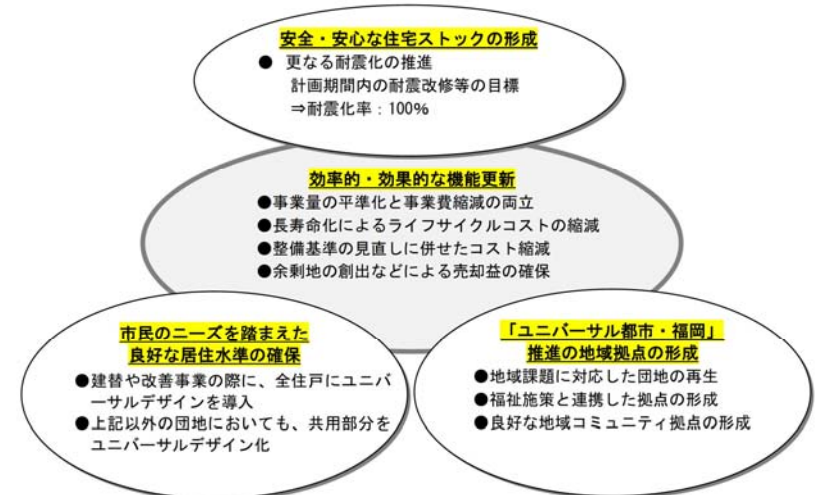 安全・安心な住宅ストックの形成
● 更なる耐震化の推進
計画期間内の耐震改修等の目標
⇒耐震化率：100%
効率的・効果的な機能更新
●事業量の平準化と事業費縮減の両立
●長寿命化によるライフサイクルコストの縮減
●整備基準の見直しに併せたコスト縮減
●余剰地の創出などによる売却益の確保
市民のニーズを踏まえた
良好な居住水準の確保
●建替や改善事業の際に、全住戸にユニバ
ーサルデザインを導入
●上記以外の団地においても、共用部分を
ユニバーサルデザイン化
「ユニバーサル都市・福岡」
推進の地域拠点の形成
●地域課題に対応した団地の再生
●福祉施策と連携した拠点の形成
●良好な地域コミュニティ拠点の形成